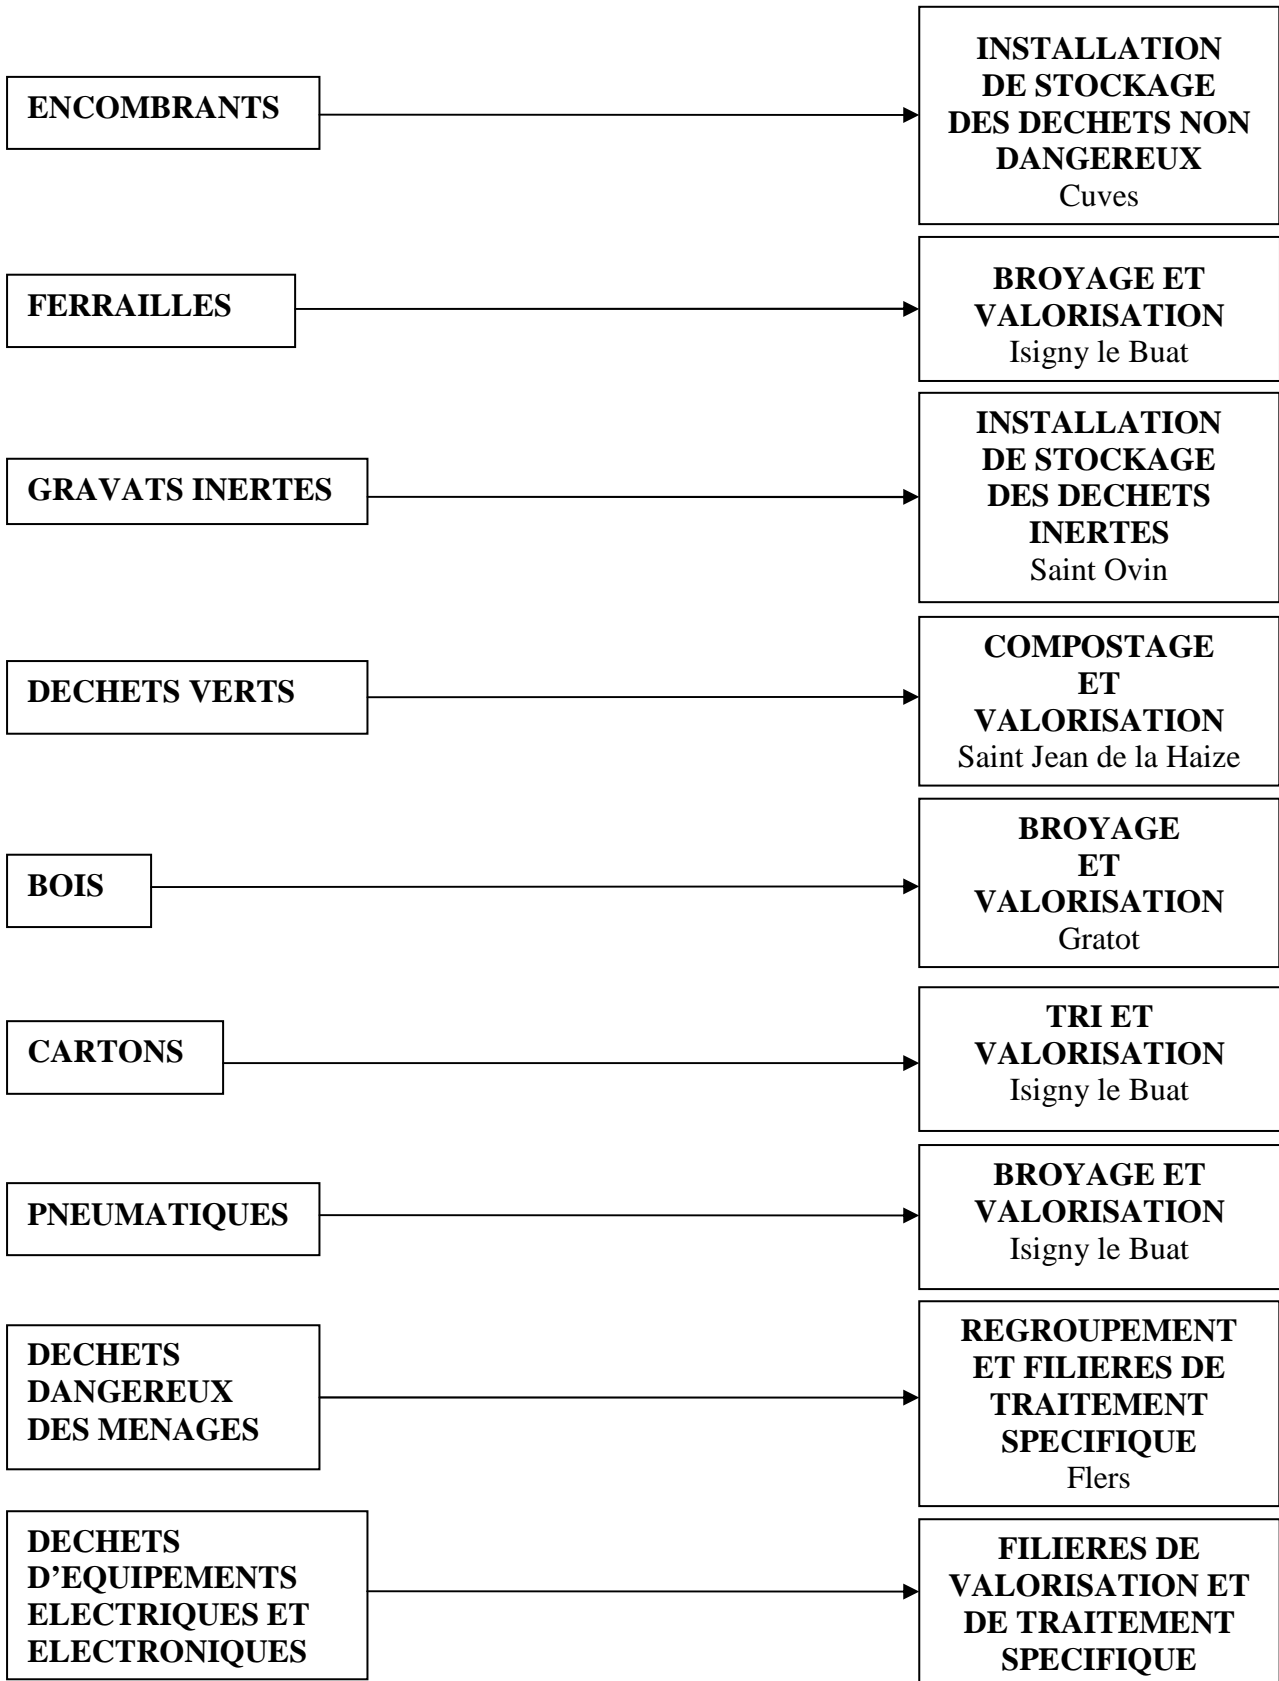 ENCOMBRANTS
INSTALLATION
DE STOCKAGE
DES DECHETS NON
DANGEREUX
Cuves
FERRAILLES
BROYAGE ET
VALORISATION
Isigny le Buat
GRAVATS INERTES
INSTALLATION
DE STOCKAGE
DES DECHETS
INERTES
Saint Ovin
DECHETS VERTS
COMPOSTAGE
ET
VALORISATION
Saint Jean de la Haize
BOIS
BROYAGE
ET
VALORISATION
Gratot
CARTONS
TRI ET
VALORISATION
Isigny le Buat
PNEUMATIQUES
BROYAGE ET
VALORISATION
Isigny le Buat
DECHETS
DANGEREUX
DES MENAGES
REGROUPEMENT
ET FILIERES DE
TRAITEMENT
SPECIFIQUE
Flers
DECHETS
D’EQUIPEMENTS
ELECTRIQUES ET
ELECTRONIQUES
FILIERES DE
VALORISATION ET
DE TRAITEMENT
SPECIFIQUE